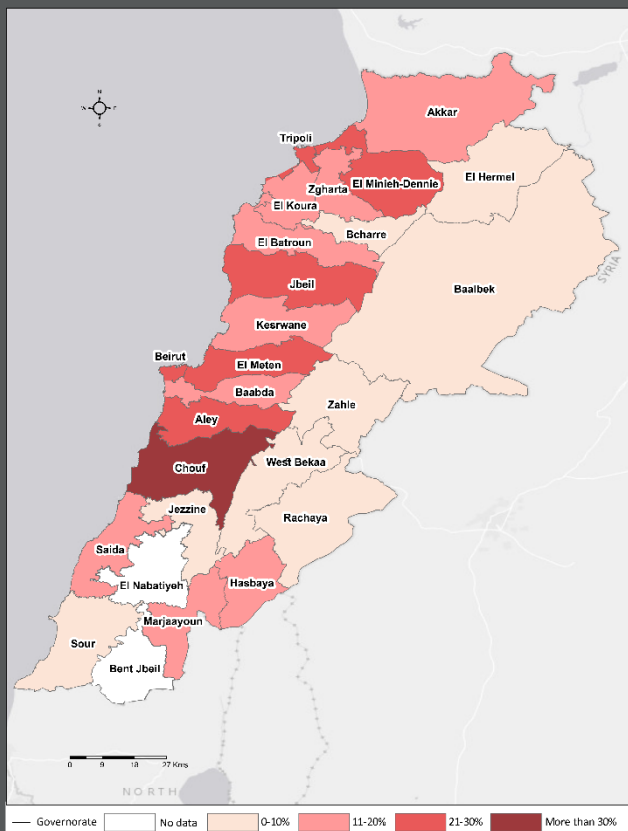 N
W E
S
Akkar
Tripoli
El Hermel
El Minieh-Dennie
Zgharta
El Koura
Bcharre
El Batroun
Jbeil
Baalbek
SYRIA
Kesrwane
Beirut
El Meten
Baabda
Zahle
Aley
West Bekaa
Chouf
Jezzine
Rachaya
Saida
El Nabatiyeh
Hasbaya
Marjaayoun
Sour
Bent Jbeil
0 9 18 27 Kms
NORTH
Governorate No data 0-10% 11-20% 21-30% More than 30%